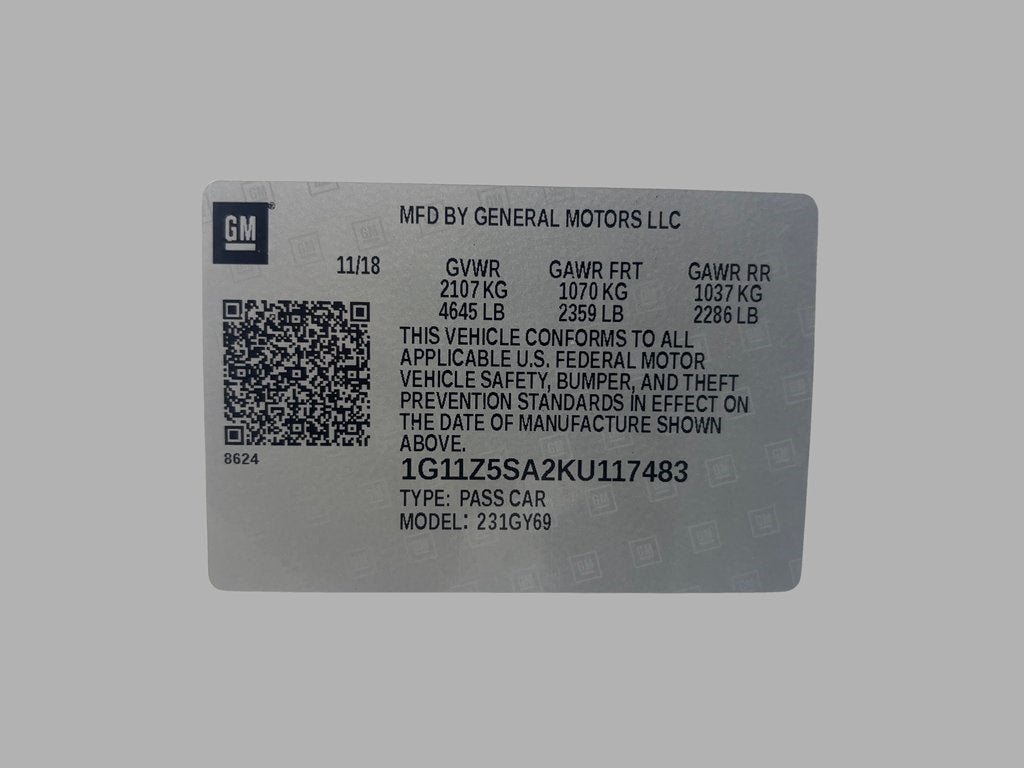 GM
MFD BY GENERAL MOTORS LLC
11/18 GVWR GAWR FRT GAWR RR
2107 KG 1070 KG 1037 KG
4645 LB 2359 LB 2286 LB
THIS VEHICLE CONFORMS TO ALL
APPLICABLE U.S. FEDERAL MOTOR
VEHICLE SAFETY, BUMPER, AND THEFT
PREVENTION STANDARDS IN EFFECT ON
THE DATE OF MANUFACTURE SHOWN
ABOVE.
8624
1G11Z5SA2KU117483
TYPE: PASS CAR
MODEL: 231GY69